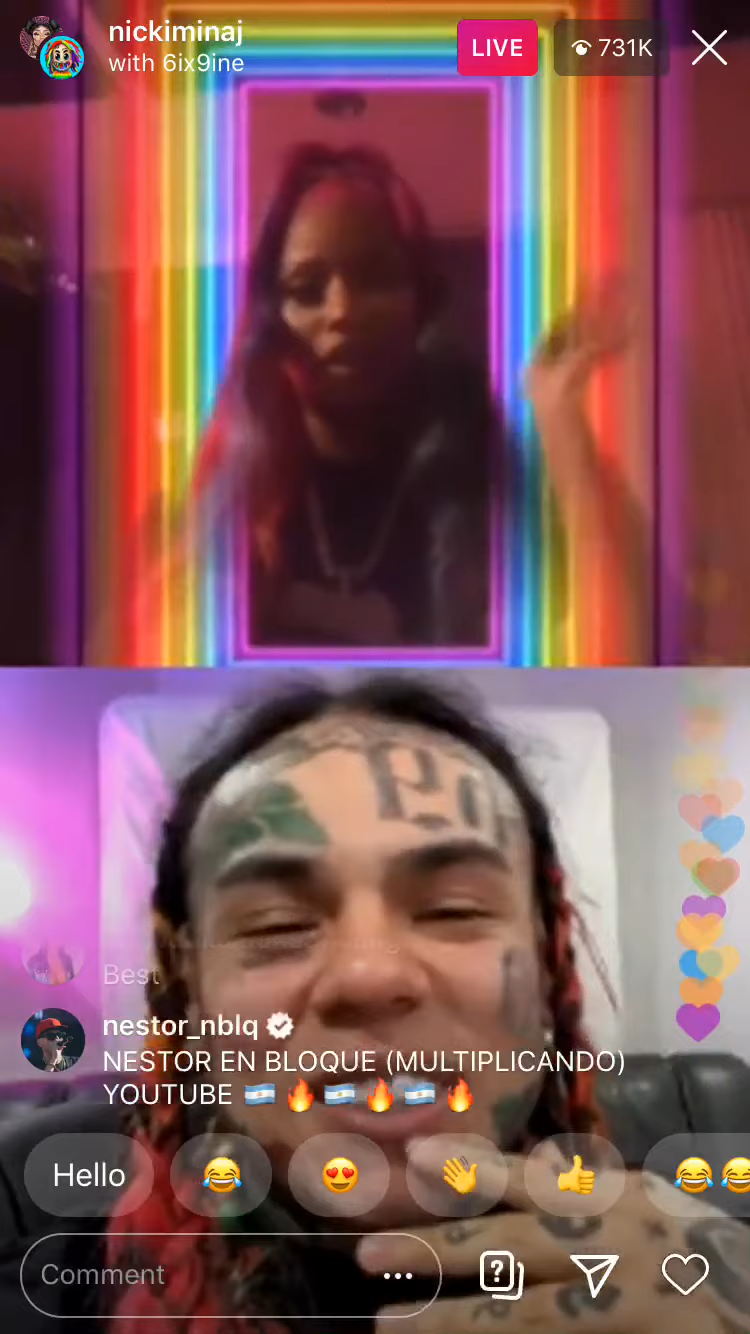 nickiminaj
with 6ix9ine
LIVE
731K
Best
nestor_nblq
NESTOR EN BLOQUE (MULTIPLICANDO)
YOUTUBE 🇦🇷 🔥 🇦🇷 🔥 🇦🇷 🔥
Hello
😂 😍 👋 👍 😂😂
Comment